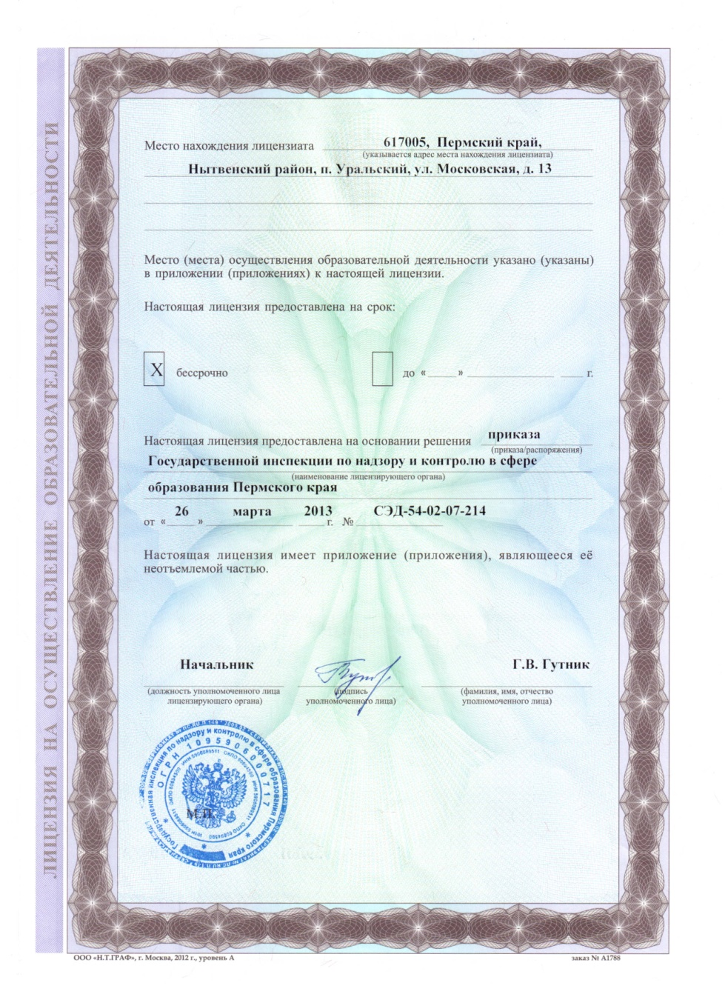 ЛИЦЕНЗИЯ НА ОСУЩЕСТВЛЕНИЕ ОБРАЗОВАТЕЛЬНОЙ ДЕЯТЕЛЬНОСТИ
Место нахождения лицензиата 617005, Пермский край,
(указывается адрес места нахождения лицензиата)
Нытвенский район, п. Уральский, ул. Московская, д. 13
Место (места) осуществления образовательной деятельности указано (указаны)
в приложении (приложениях) к настоящей лицензии.
Настоящая лицензия предоставлена на срок:
X бессрочно до « » г.
Настоящая лицензия предоставлена на основании решения приказа
(приказа/распоряжения)
Государственной инспекции по надзору и контролю в сфере
(наименование лицензирующего органа)
образования Пермского края
от « 26 » марта 2013 г. № СЭД-54-02-07-214
Настоящая лицензия имеет приложение (приложения), являющееся её
неотъемлемой частью.
Начальник Г.В. Гутник
(должность уполномоченного лица
лицензирующего органа)
(подпись
уполномоченного лица)
(фамилия, имя, отчество
уполномоченного лица)
Государственная инспекция по надзору и контролю в сфере образования Пермского края
ОГРН 1095906000717
М.П.
ООО «Н.Т.ГРАФ», г. Москва, 2012 г., уровень А
заказ № А1788